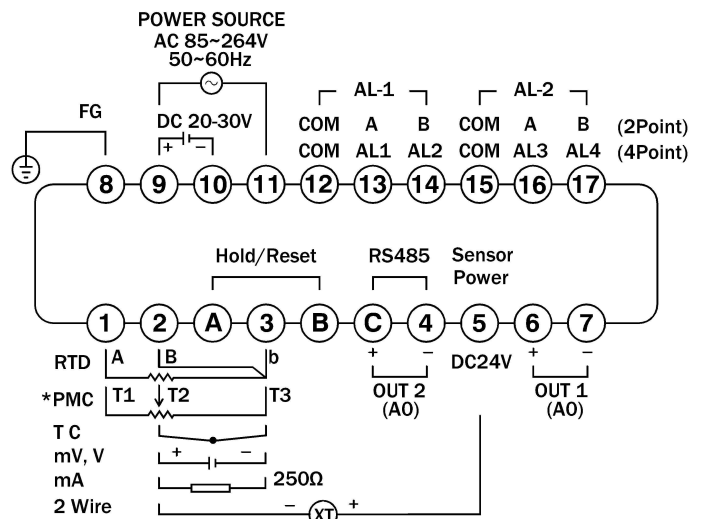 POWER SOURCE
AC 85~264V
50~60Hz
FG
DC 20-30V
+ −
AL-1 AL-2
COM A B COM A B (2Point)
COM AL1 AL2 COM AL3 AL4 (4Point)
8 9 10 11 12 13 14 15 16 17
Hold/Reset RS485 Sensor
Power
1 2 A 3 B C 4 5 6 7
RTD A B b + − DC24V + −
*PMC T1 T2 T3 OUT 2 OUT 1
(AO) (AO)
T C
mV, V + −
mA 250Ω
2 Wire − XT +